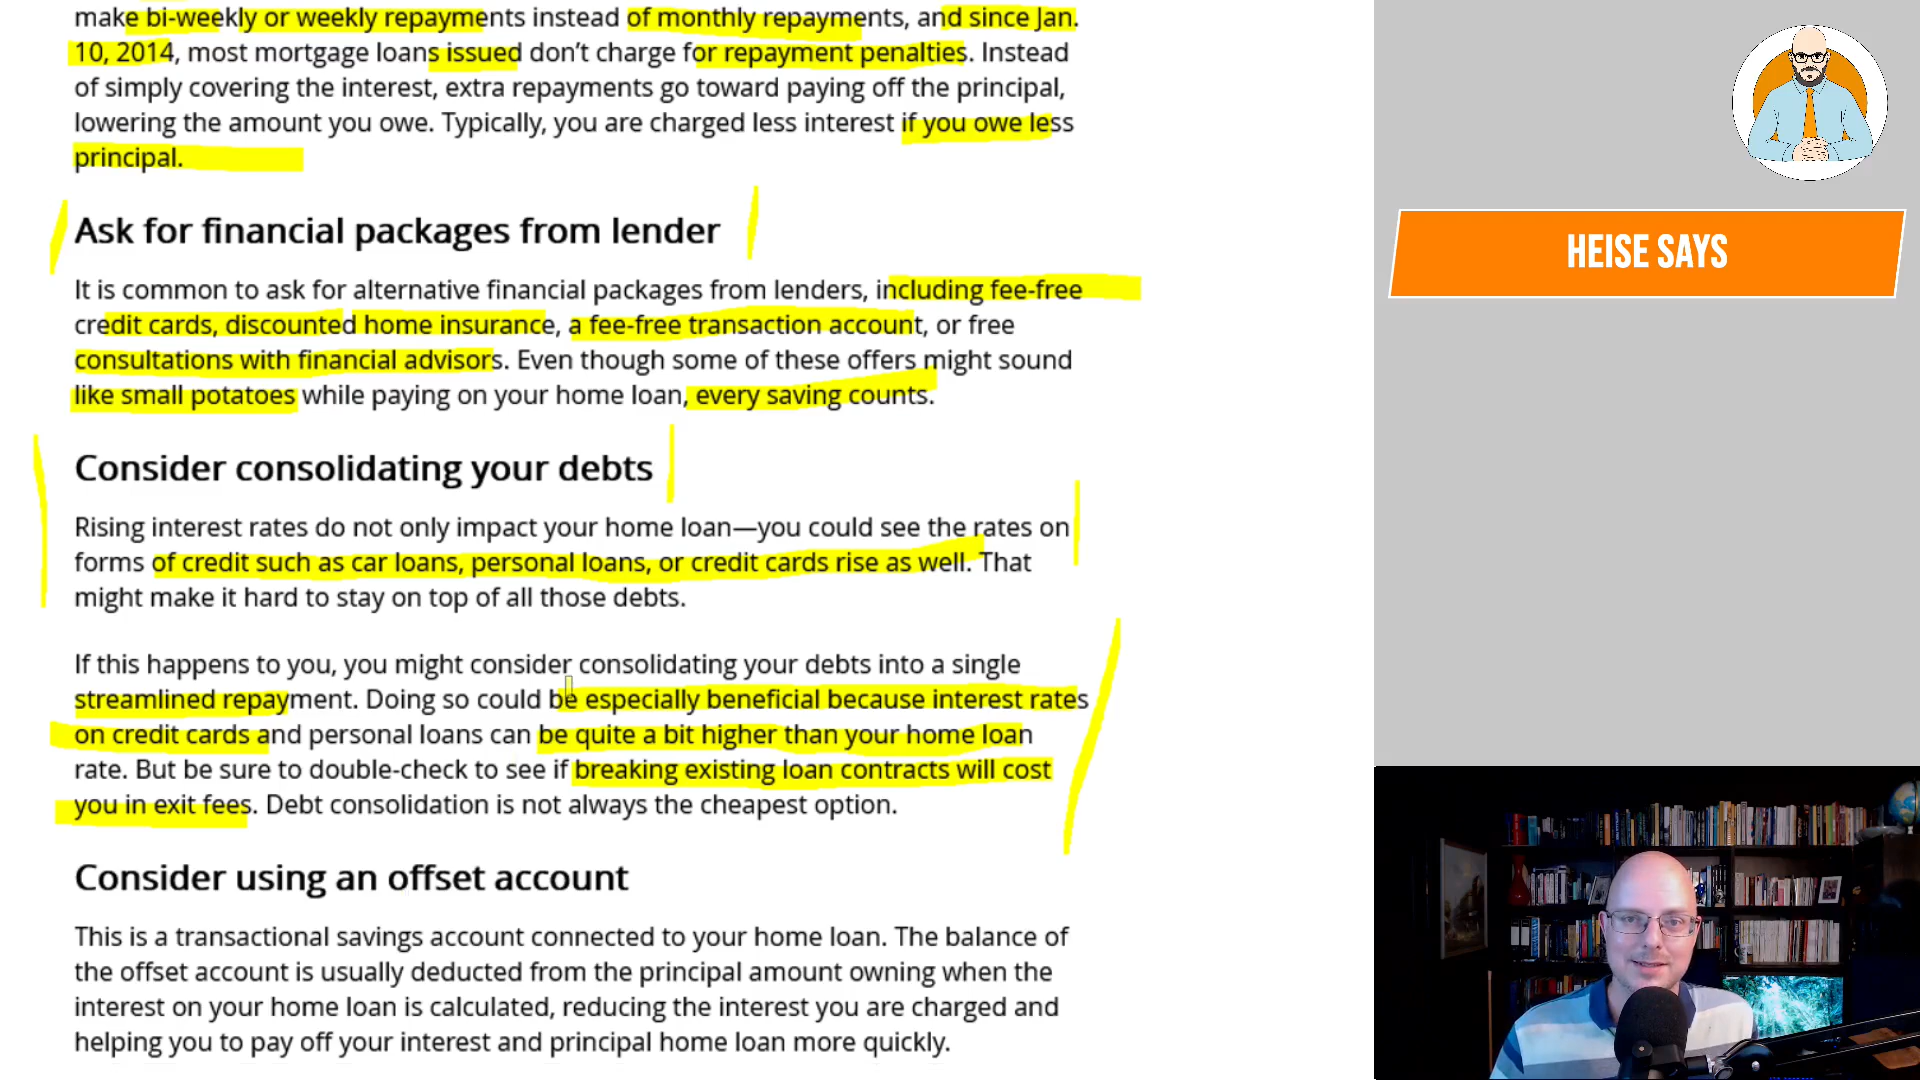 make bi-weekly or weekly repayments instead of monthly repayments, and since Jan.
10, 2014, most mortgage loans issued don’t charge for repayment penalties. Instead
of simply covering the interest, extra repayments go toward paying off the principal,
lowering the amount you owe. Typically, you are charged less interest if you owe less
principal.
Ask for financial packages from lender
It is common to ask for alternative financial packages from lenders, including fee-free
credit cards, discounted home insurance, a fee-free transaction account, or free
consultations with financial advisors. Even though some of these offers might sound
like small potatoes while paying on your home loan, every saving counts.
Consider consolidating your debts
Rising interest rates do not only impact your home loan—you could see the rates on
forms of credit such as car loans, personal loans, or credit cards rise as well. That
might make it hard to stay on top of all those debts.
If this happens to you, you might consider consolidating your debts into a single
streamlined repayment. Doing so could be especially beneficial because interest rates
on credit cards and personal loans can be quite a bit higher than your home loan
rate. But be sure to double-check to see if breaking existing loan contracts will cost
you in exit fees. Debt consolidation is not always the cheapest option.
Consider using an offset account
This is a transactional savings account connected to your home loan. The balance of
the offset account is usually deducted from the principal amount owning when the
interest on your home loan is calculated, reducing the interest you are charged and
helping you to pay off your interest and principal home loan more quickly.
HEISE SAYS